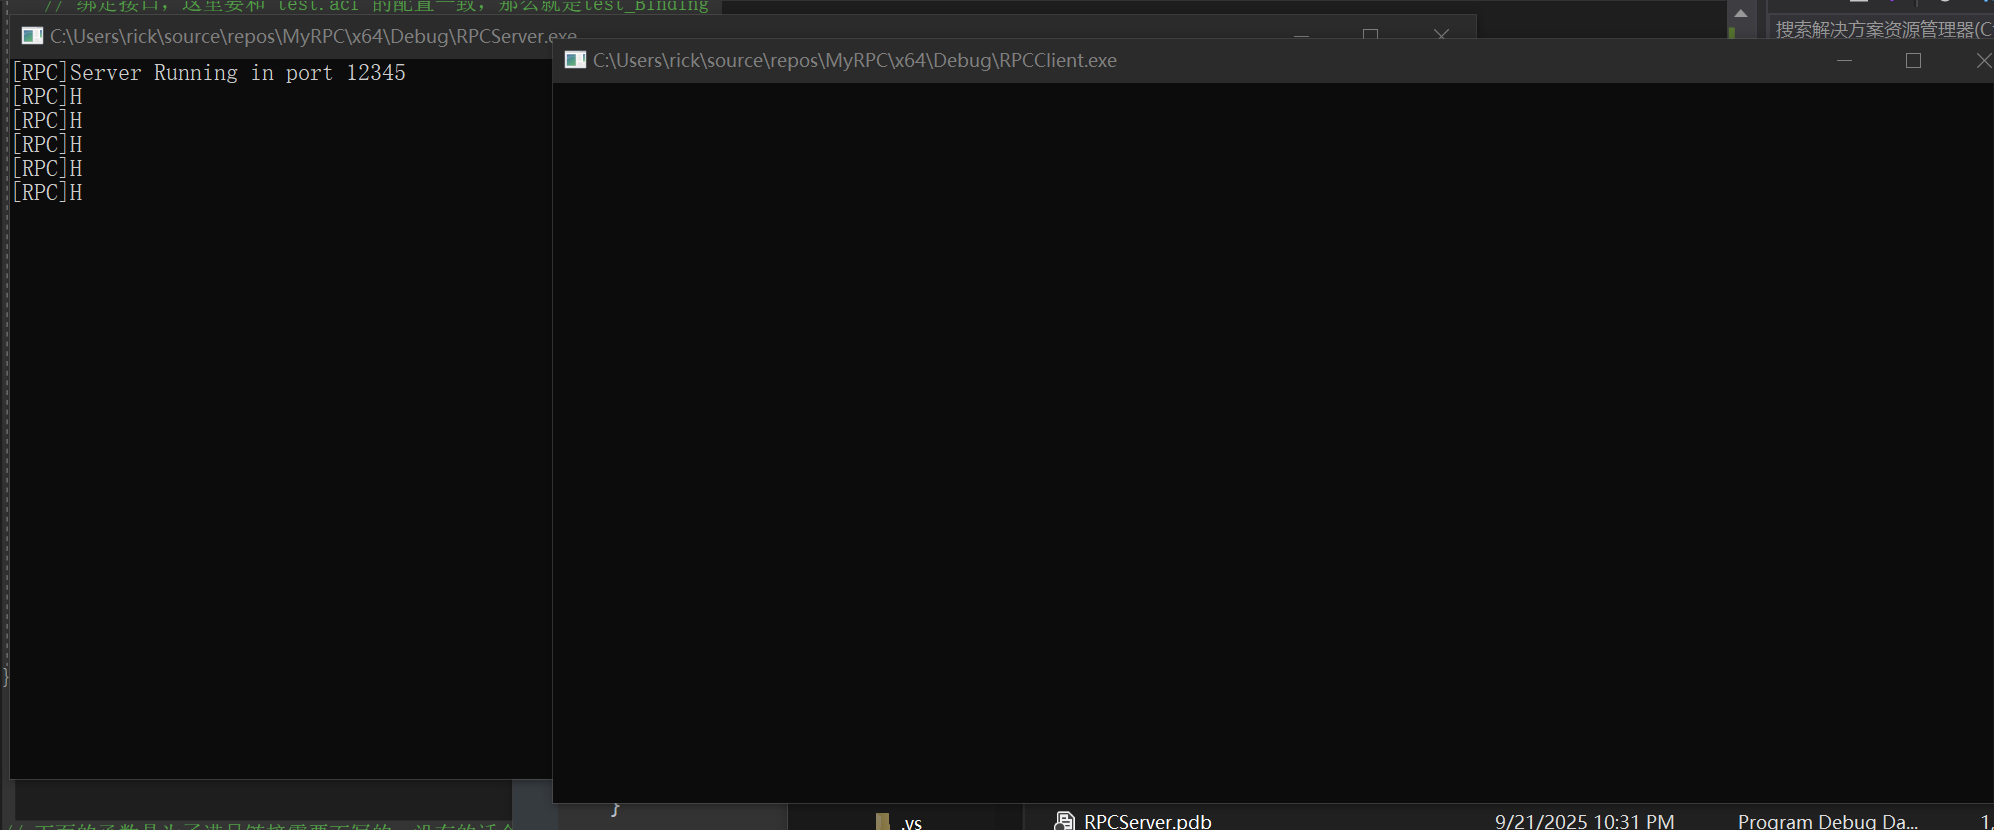 // 绑定接口，这里要和 test.acf 的配置一致，那么就是test_Binding
C:\Users\rick\source\repos\MyRPC\x64\Debug\RPCServer.exe
搜索解决方案资源管理器(C
C:\Users\rick\source\repos\MyRPC\x64\Debug\RPCClient.exe
[RPC]Server Running in port 12345
[RPC]H
[RPC]H
[RPC]H
[RPC]H
[RPC]H
}
}
// 下面的函数是为了满足链接需要而写的，没有的话会
.vs
RPCServer.pdb 9/21/2025 10:31 PM Program Debug Da... 1,